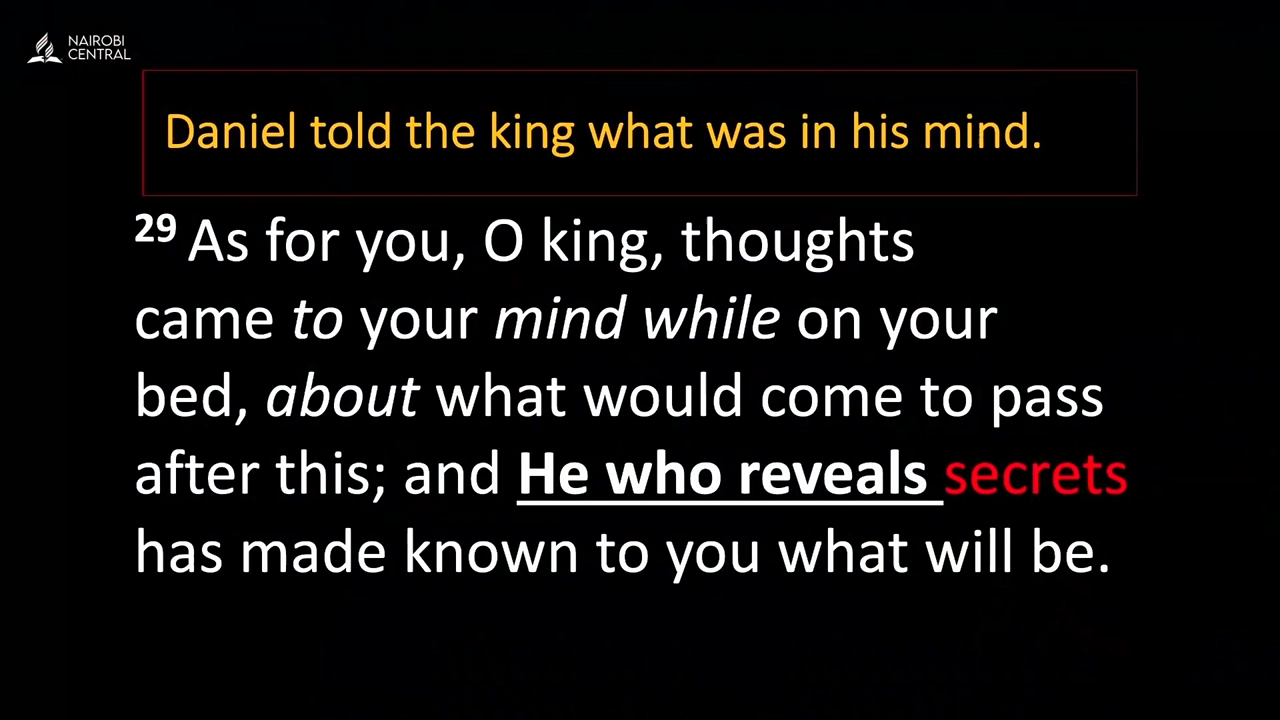 NAIROBI
CENTRAL
Daniel told the king what was in his mind.
29 As for you, O king, thoughts
came to your mind while on your
bed, about what would come to pass
after this; and He who reveals secrets
has made known to you what will be.